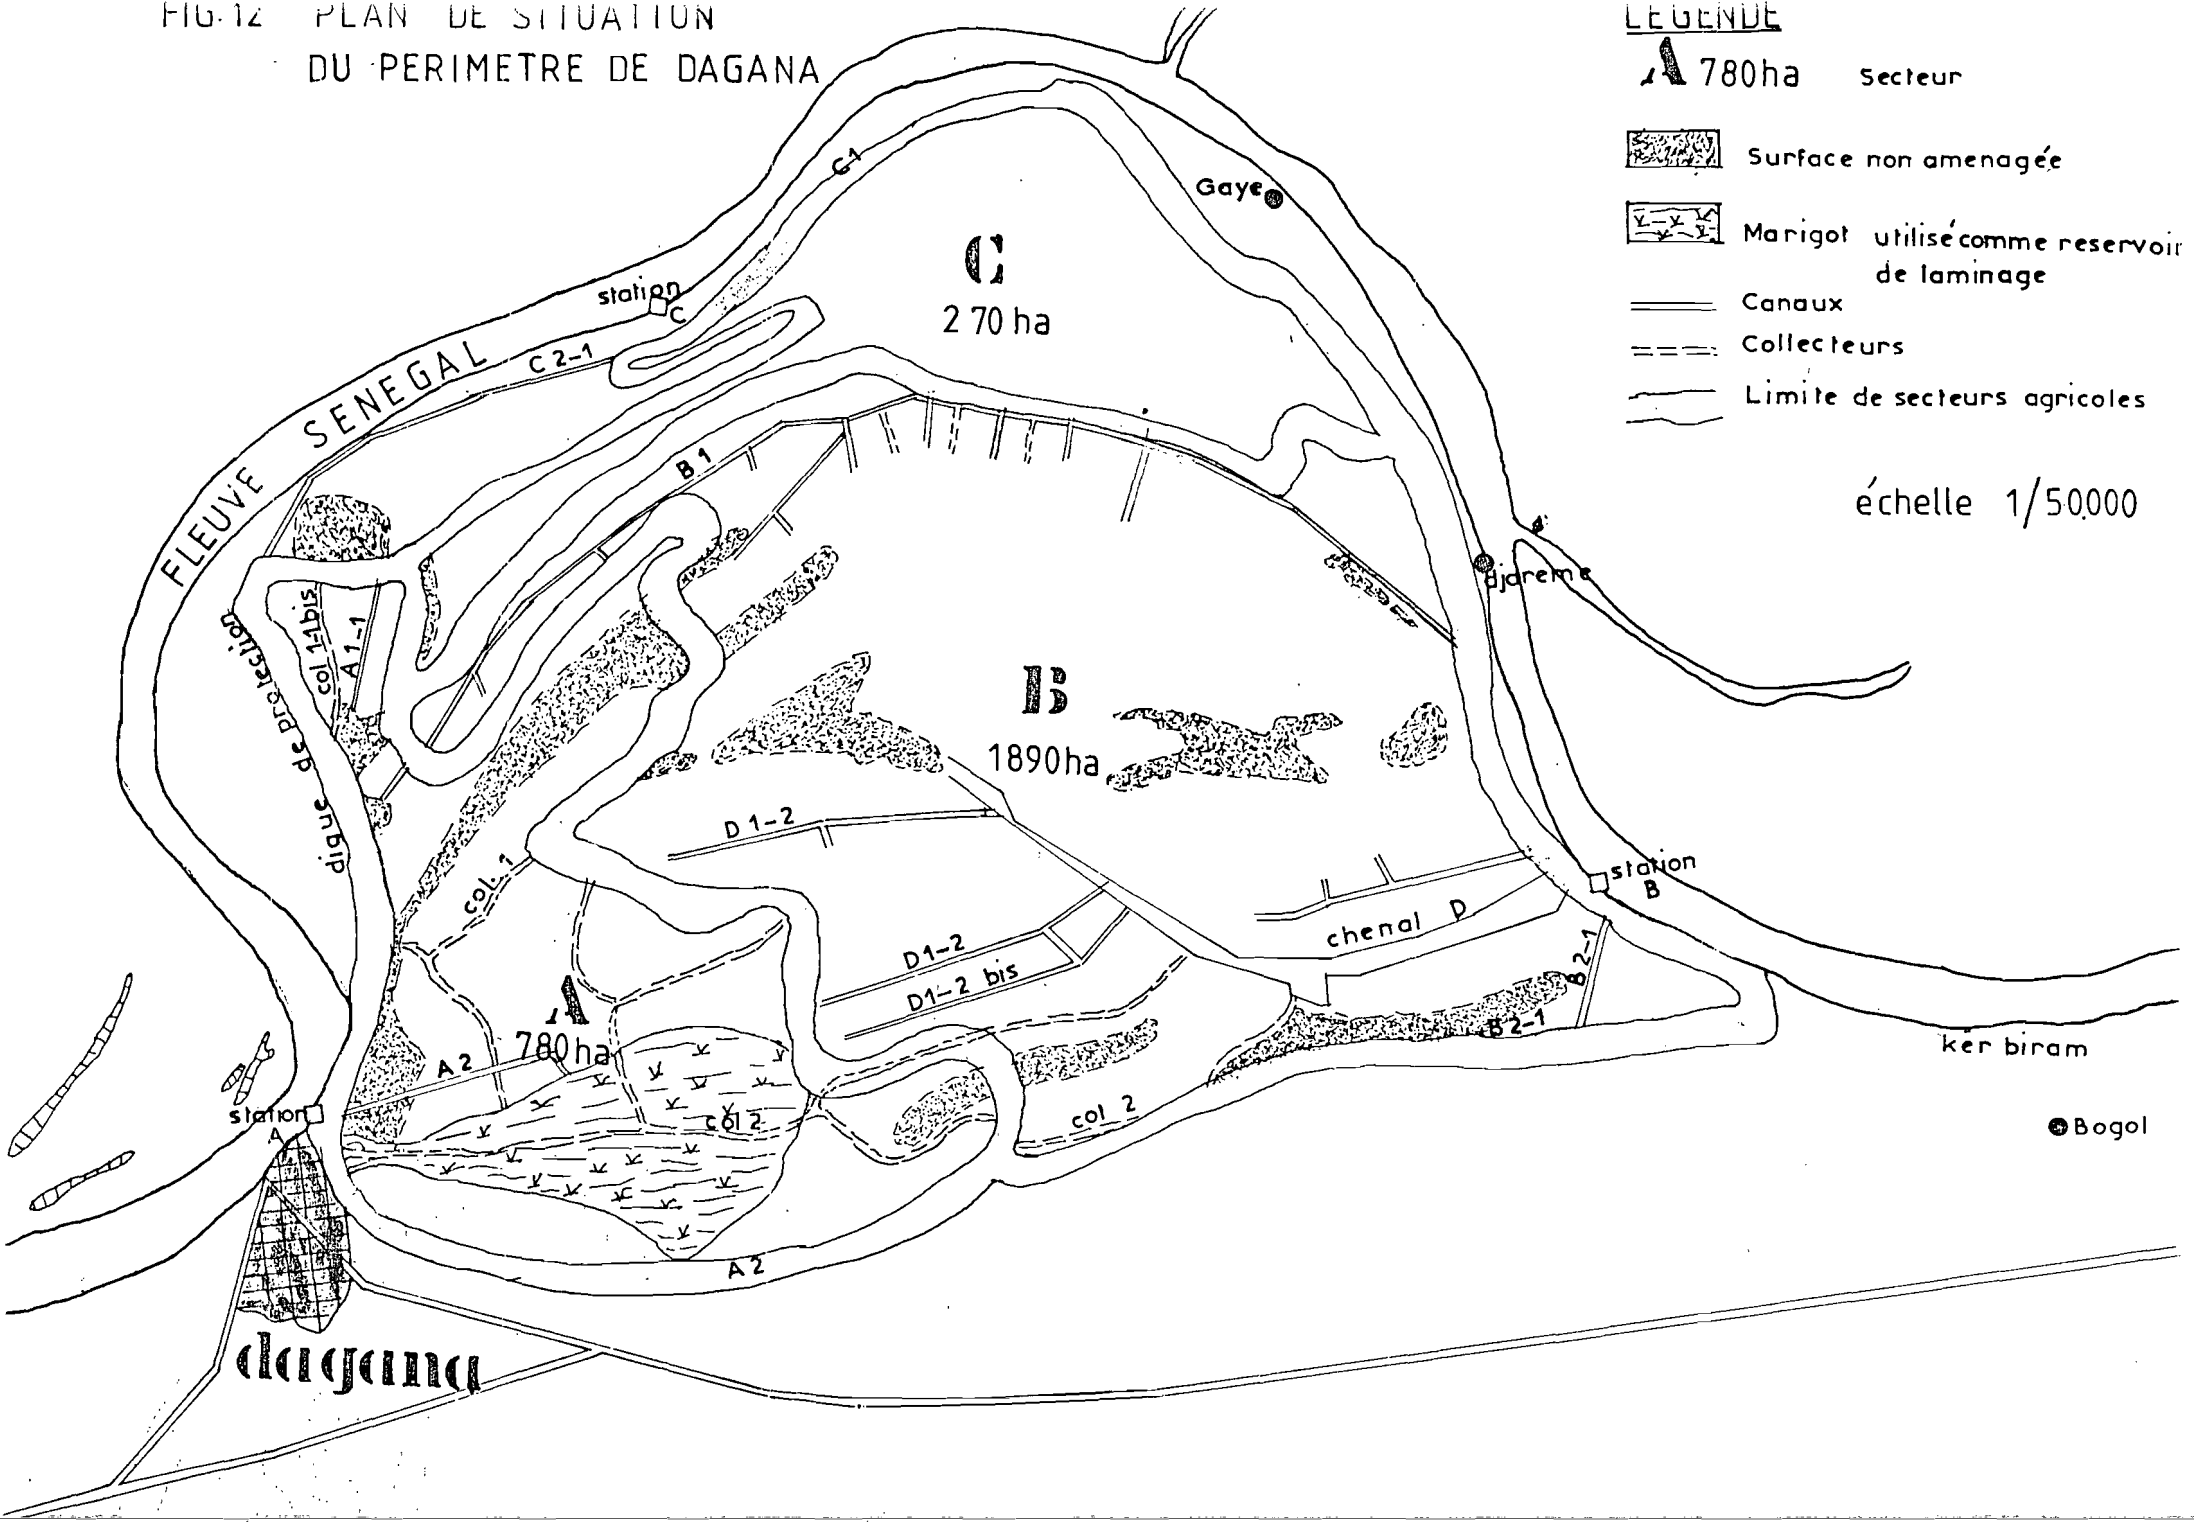 FIG.12 PLAN DE SITUATION
DU PERIMETRE DE DAGANA
LEGENDE
A 780ha Secteur
Surface non amenagée
Marigot utilisé comme reservoir
de laminage
Canaux
Collecteurs
Limite de secteurs agricoles
échelle 1/50.000
C1
Gaye
C
270 ha
station
C
C 2-1
FLEUVE SENEGAL
B 1
djareme
col 1-1bis
A 1-1
digue de protection
B
1890ha
D 1-2
station
B
col. 1
chenal D
D 1-2
D1-2 bis
B 2-1
B 2-1
A
780ha
A 2
ker biram
station
A
col 2
col 2
Bogol
A 2
dagana